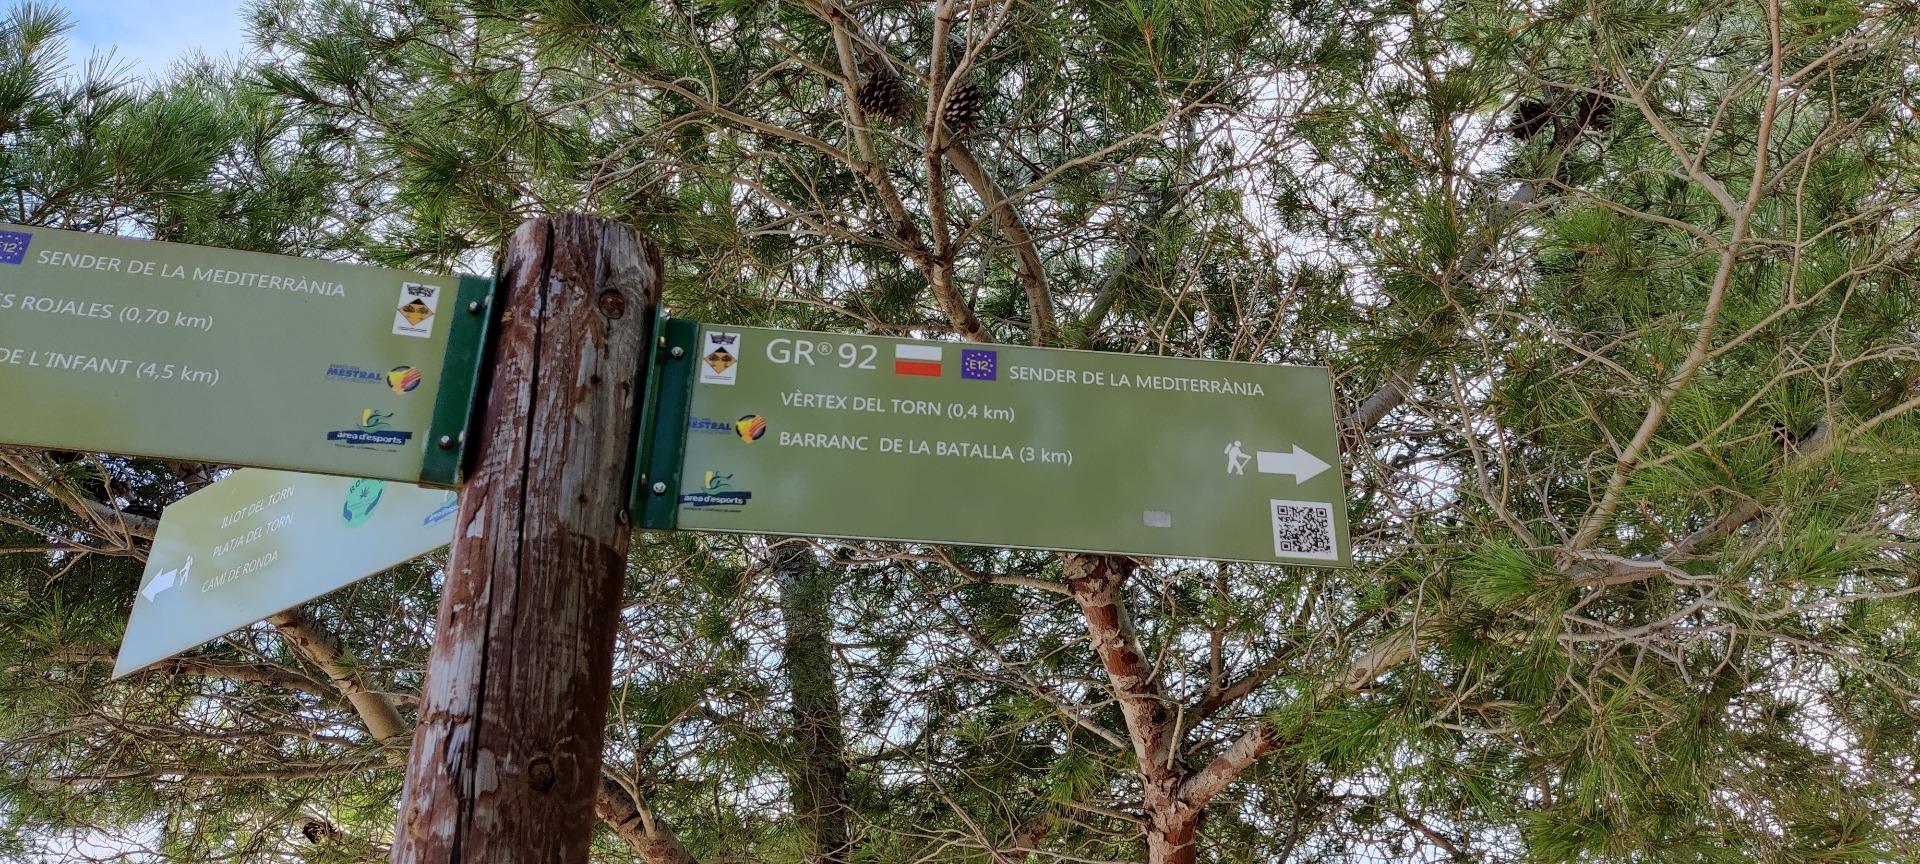 E12 SENDER DE LA MEDITERRÀNIA
ES ROJALES (0,70 km)
DE L'INFANT (4,5 km)
MESTRAL
àrea d'esports
ILLOT DEL TORN
PLATJA DEL TORN
CAMÍ DE RONDA
GR® 92 E12 SENDER DE LA MEDITERRÀNIA
VÈRTEX DEL TORN (0,4 km)
BARRANC DE LA BATALLA (3 km)
MESTRAL
àrea d'esports